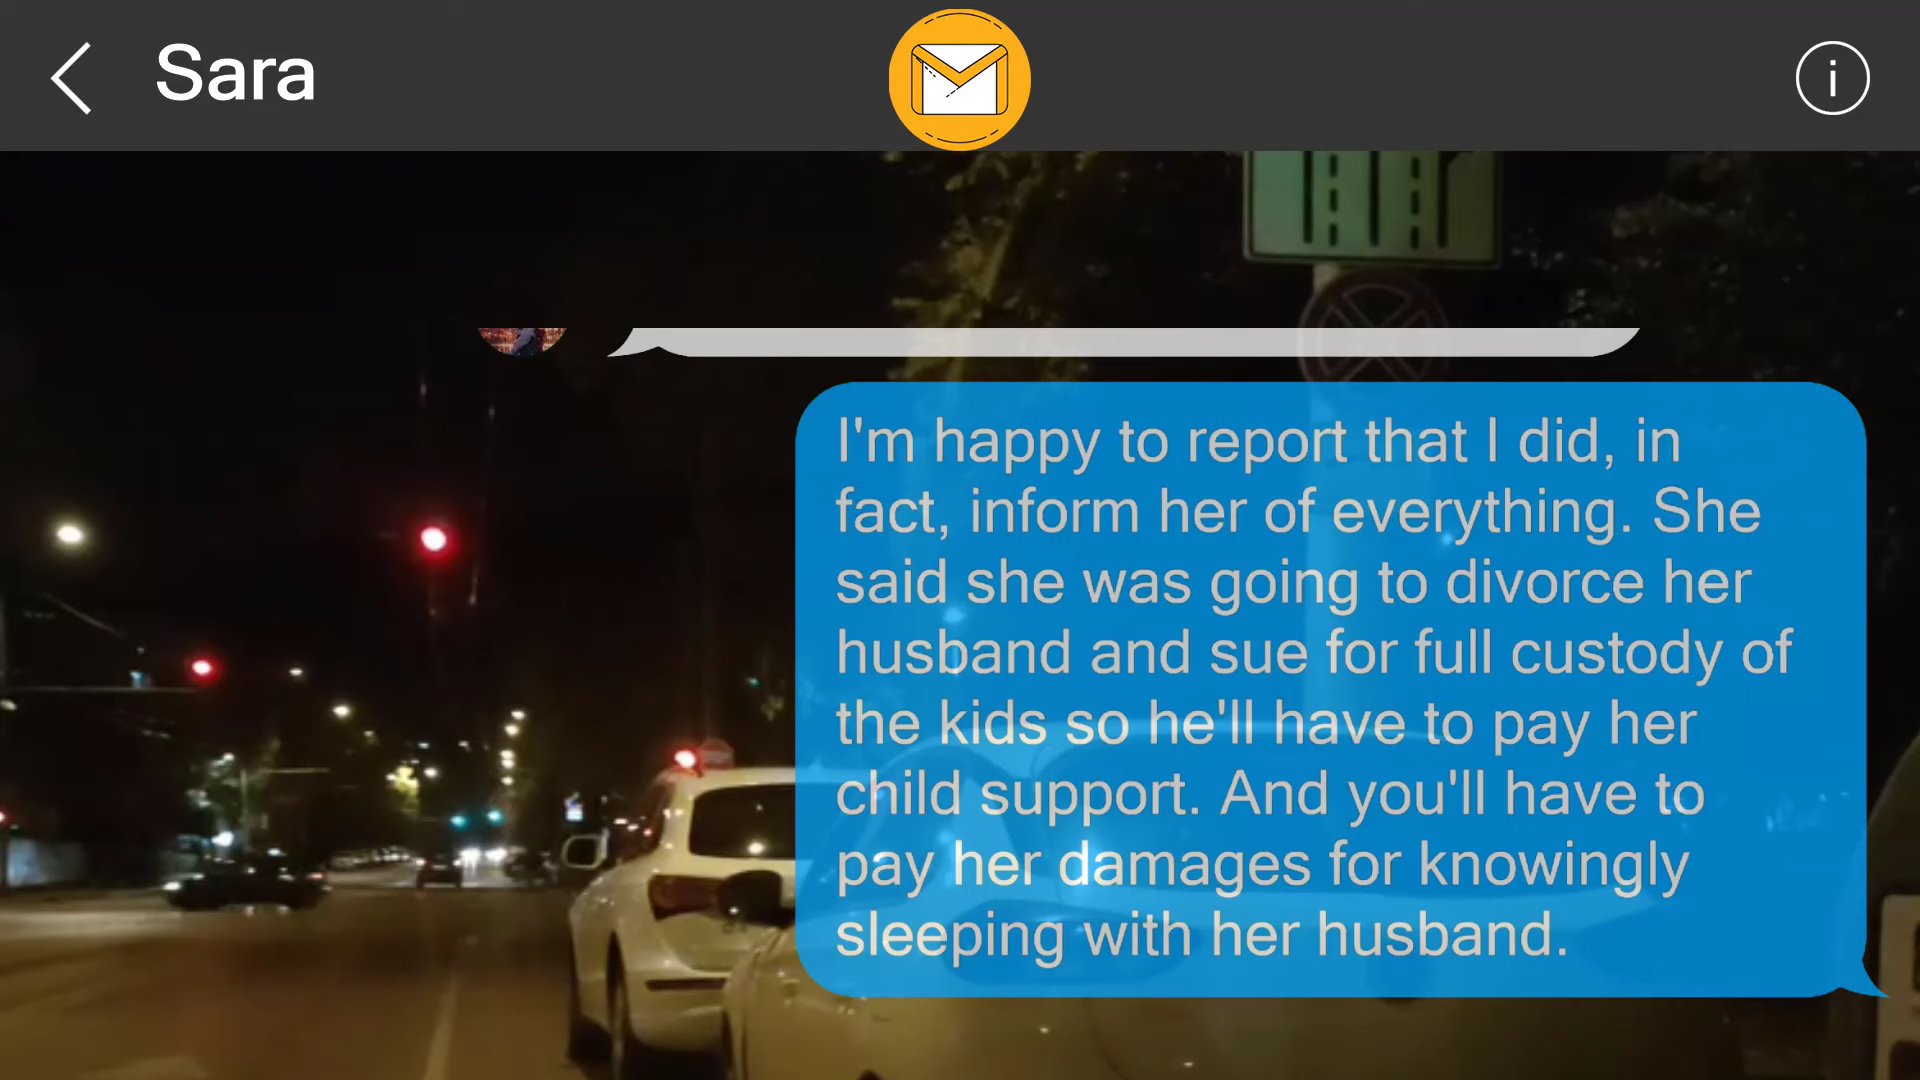 Sara
I'm happy to report that I did, in
fact, inform her of everything. She
said she was going to divorce her
husband and sue for full custody of
the kids so he'll have to pay her
child support. And you'll have to
pay her damages for knowingly
sleeping with her husband.